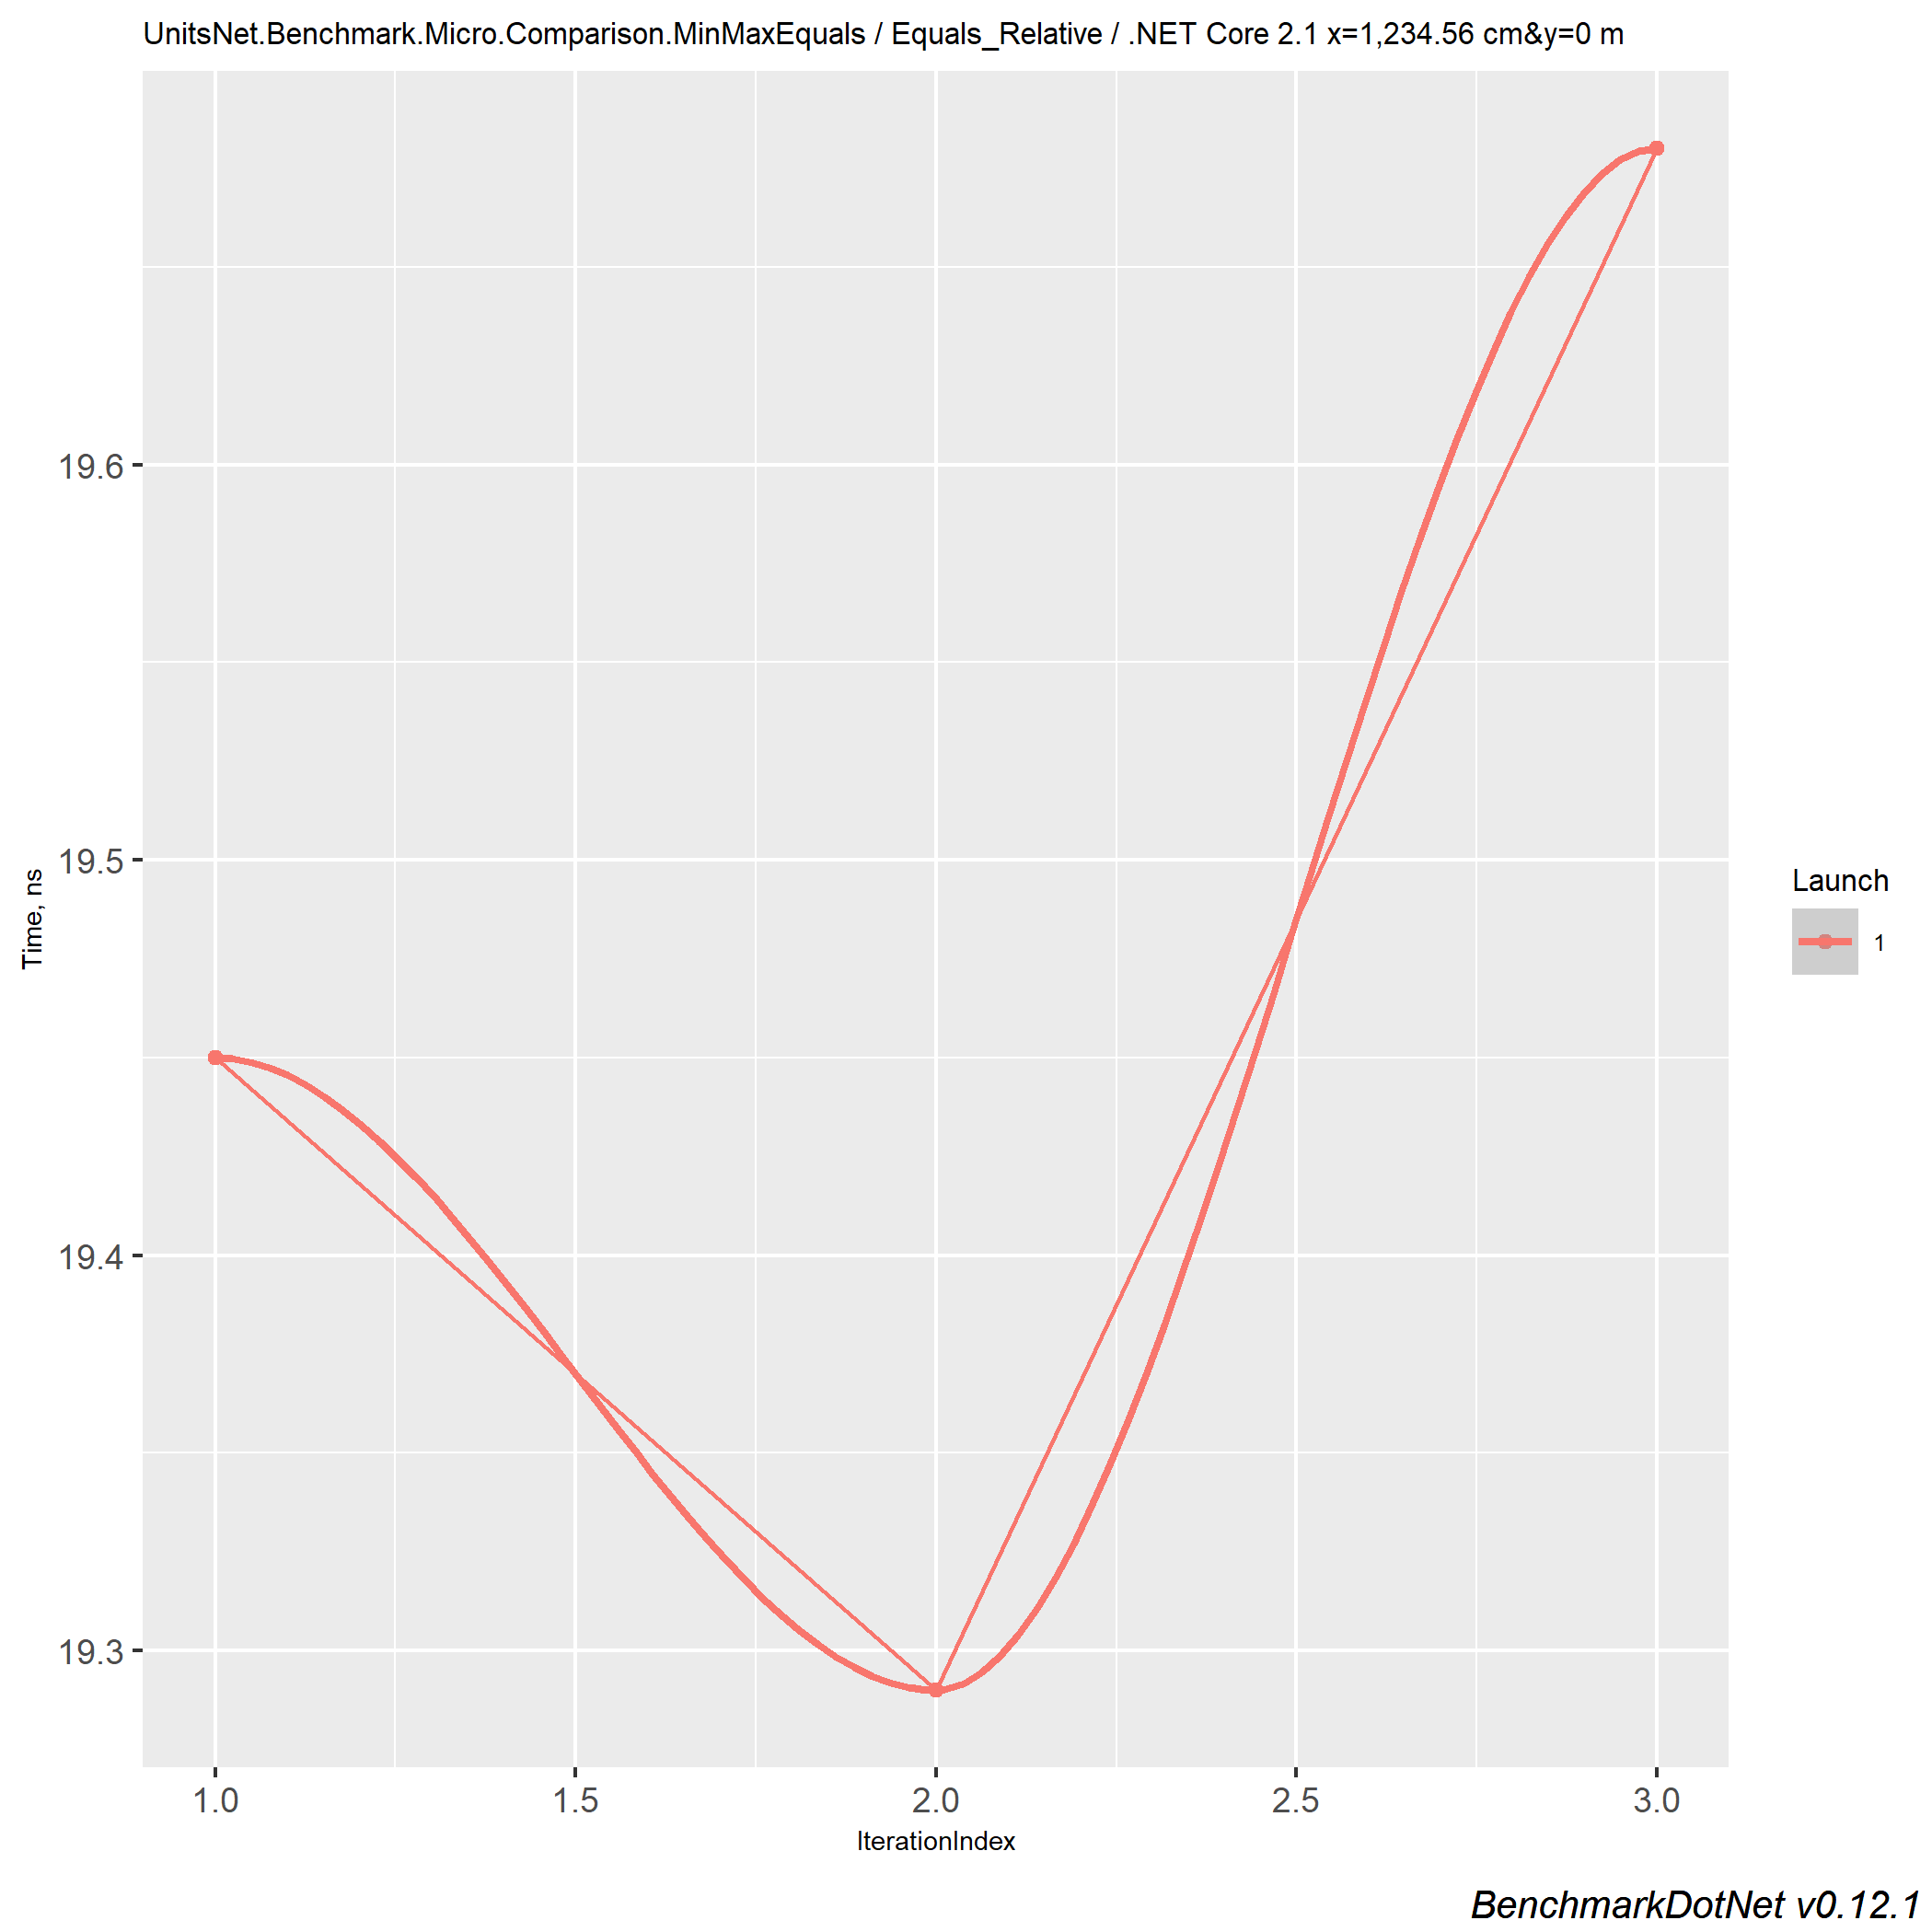 UnitsNet.Benchmark.Micro.Comparison.MinMaxEquals / Equals_Relative / .NET Core 2.1 x=1,234.56 cm&y=0 m
19.6
19.5
19.4
19.3
Time, ns
1.0 1.5 2.0 2.5 3.0
IterationIndex
Launch
1
BenchmarkDotNet v0.12.1